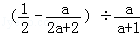 (1/2 - a/(2a+2)) ÷ a/(a+1)